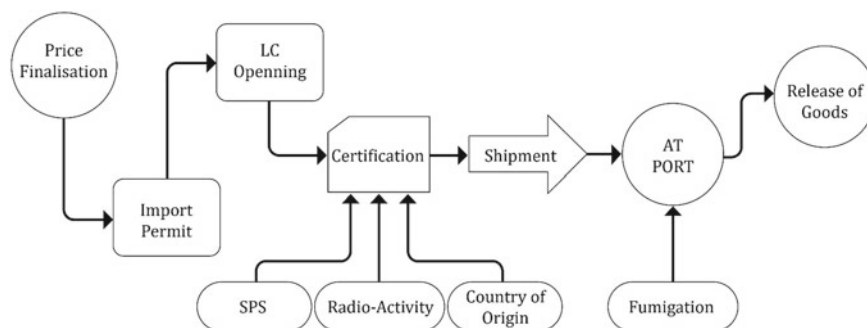 Price
Finalisation
Import
Permit
LC
Openning
Certification
Shipment
AT
PORT
Release of
Goods
SPS
Radio-Activity
Country of
Origin
Fumigation